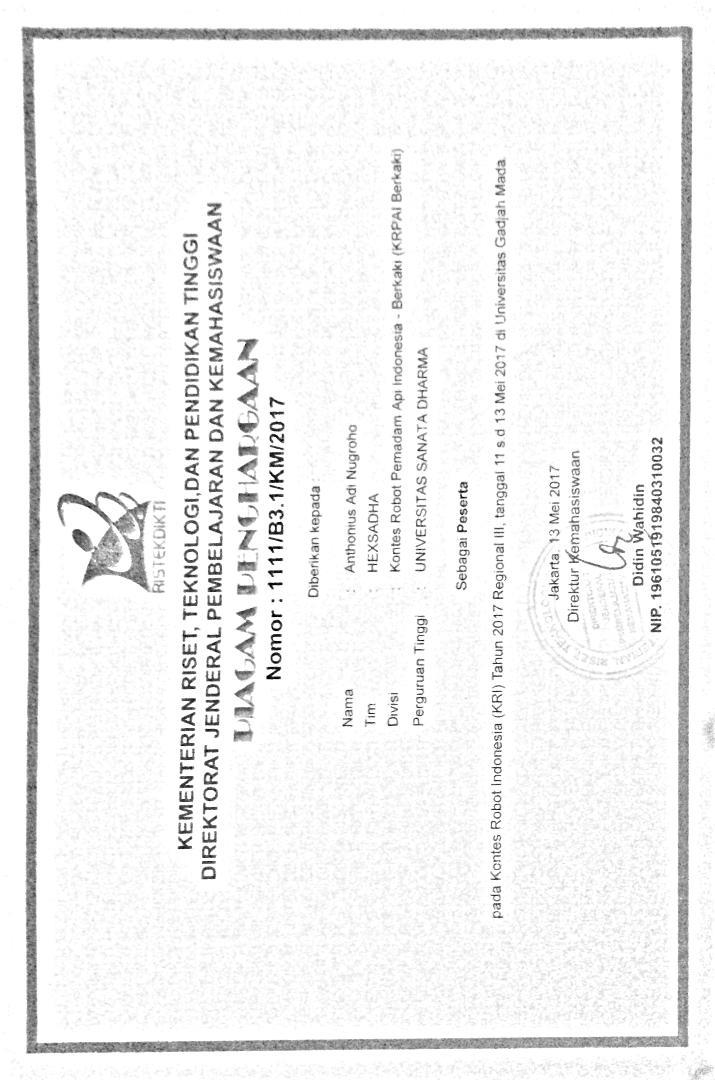 RISTEKDIKTI
KEMENTERIAN RISET, TEKNOLOGI,DAN PENDIDIKAN TINGGI
DIREKTORAT JENDERAL PEMBELAJARAN DAN KEMAHASISWAAN
PIAGAM PENGHARGAAN
Nomor : 1111/B3.1/KM/2017
Diberikan kepada
Nama : Anthonius Adi Nugroho
Tim : HEXSADHA
Divisi : Kontes Robot Pemadam Api Indonesia - Berkaki (KRPAI Berkaki)
Perguruan Tinggi : UNIVERSITAS SANATA DHARMA
Sebagai Peserta
pada Kontes Robot Indonesia (KRI) Tahun 2017 Regional III, tanggal 11 s d 13 Mei 2017 di Universitas Gadjah Mada
Jakarta, 13 Mei 2017
Direktur Kemahasiswaan
Didin Wahidin
NIP. 196105191984031003​2